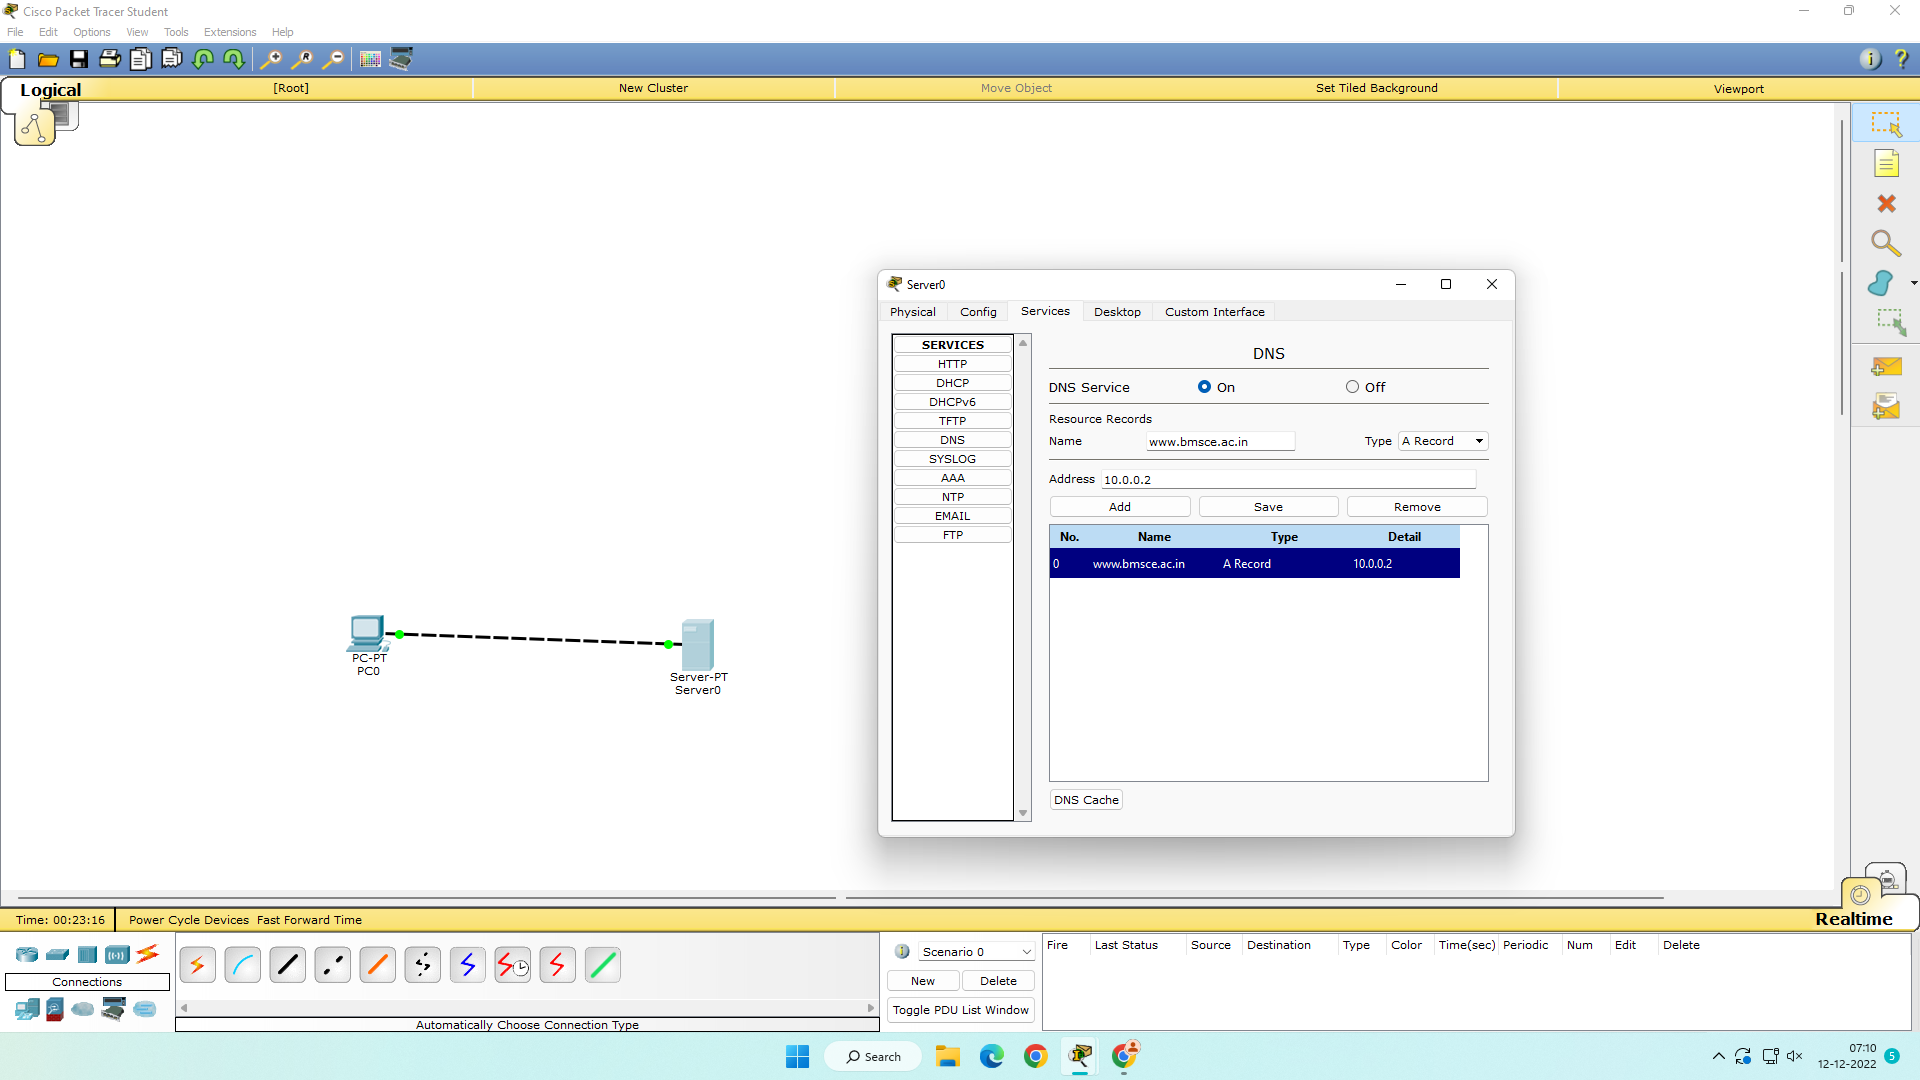 Cisco Packet Tracer Student
File Edit Options View Tools Extensions Help
Logical [Root] New Cluster Move Object Set Tiled Background Viewport
Server0
Physical Config Services Desktop Custom Interface
SERVICES
HTTP
DHCP
DHCPv6
TFTP
DNS
SYSLOG
AAA
NTP
EMAIL
FTP
DNS
DNS Service On Off
Resource Records
Name www.bmsce.ac.in Type A Record
Address 10.0.0.2
Add Save Remove
No. Name Type Detail
0 www.bmsce.ac.in A Record 10.0.0.2
DNS Cache
PC-PT
PC0
Server-PT
Server0
Time: 00:23:16 Power Cycle Devices Fast Forward Time Realtime
Connections
Automatically Choose Connection Type
Scenario 0
New Delete
Toggle PDU List Window
Fire Last Status Source Destination Type Color Time(sec) Periodic Num Edit Delete
Search
07:10
12-12-2022
5